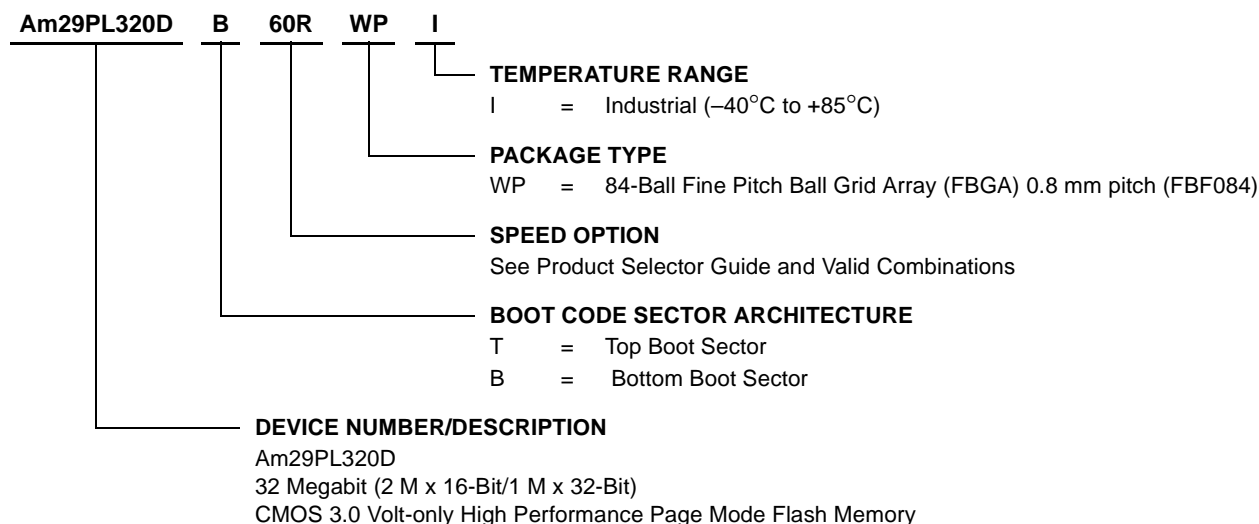 Am29PL320D B 60R WP I
TEMPERATURE RANGE
I = Industrial (–40°C to +85°C)
PACKAGE TYPE
WP = 84-Ball Fine Pitch Ball Grid Array (FBGA) 0.8 mm pitch (FBF084)
SPEED OPTION
See Product Selector Guide and Valid Combinations
BOOT CODE SECTOR ARCHITECTURE
T = Top Boot Sector
B = Bottom Boot Sector
DEVICE NUMBER/DESCRIPTION
Am29PL320D
32 Megabit (2 M x 16-Bit/1 M x 32-Bit)
CMOS 3.0 Volt-only High Performance Page Mode Flash Memory